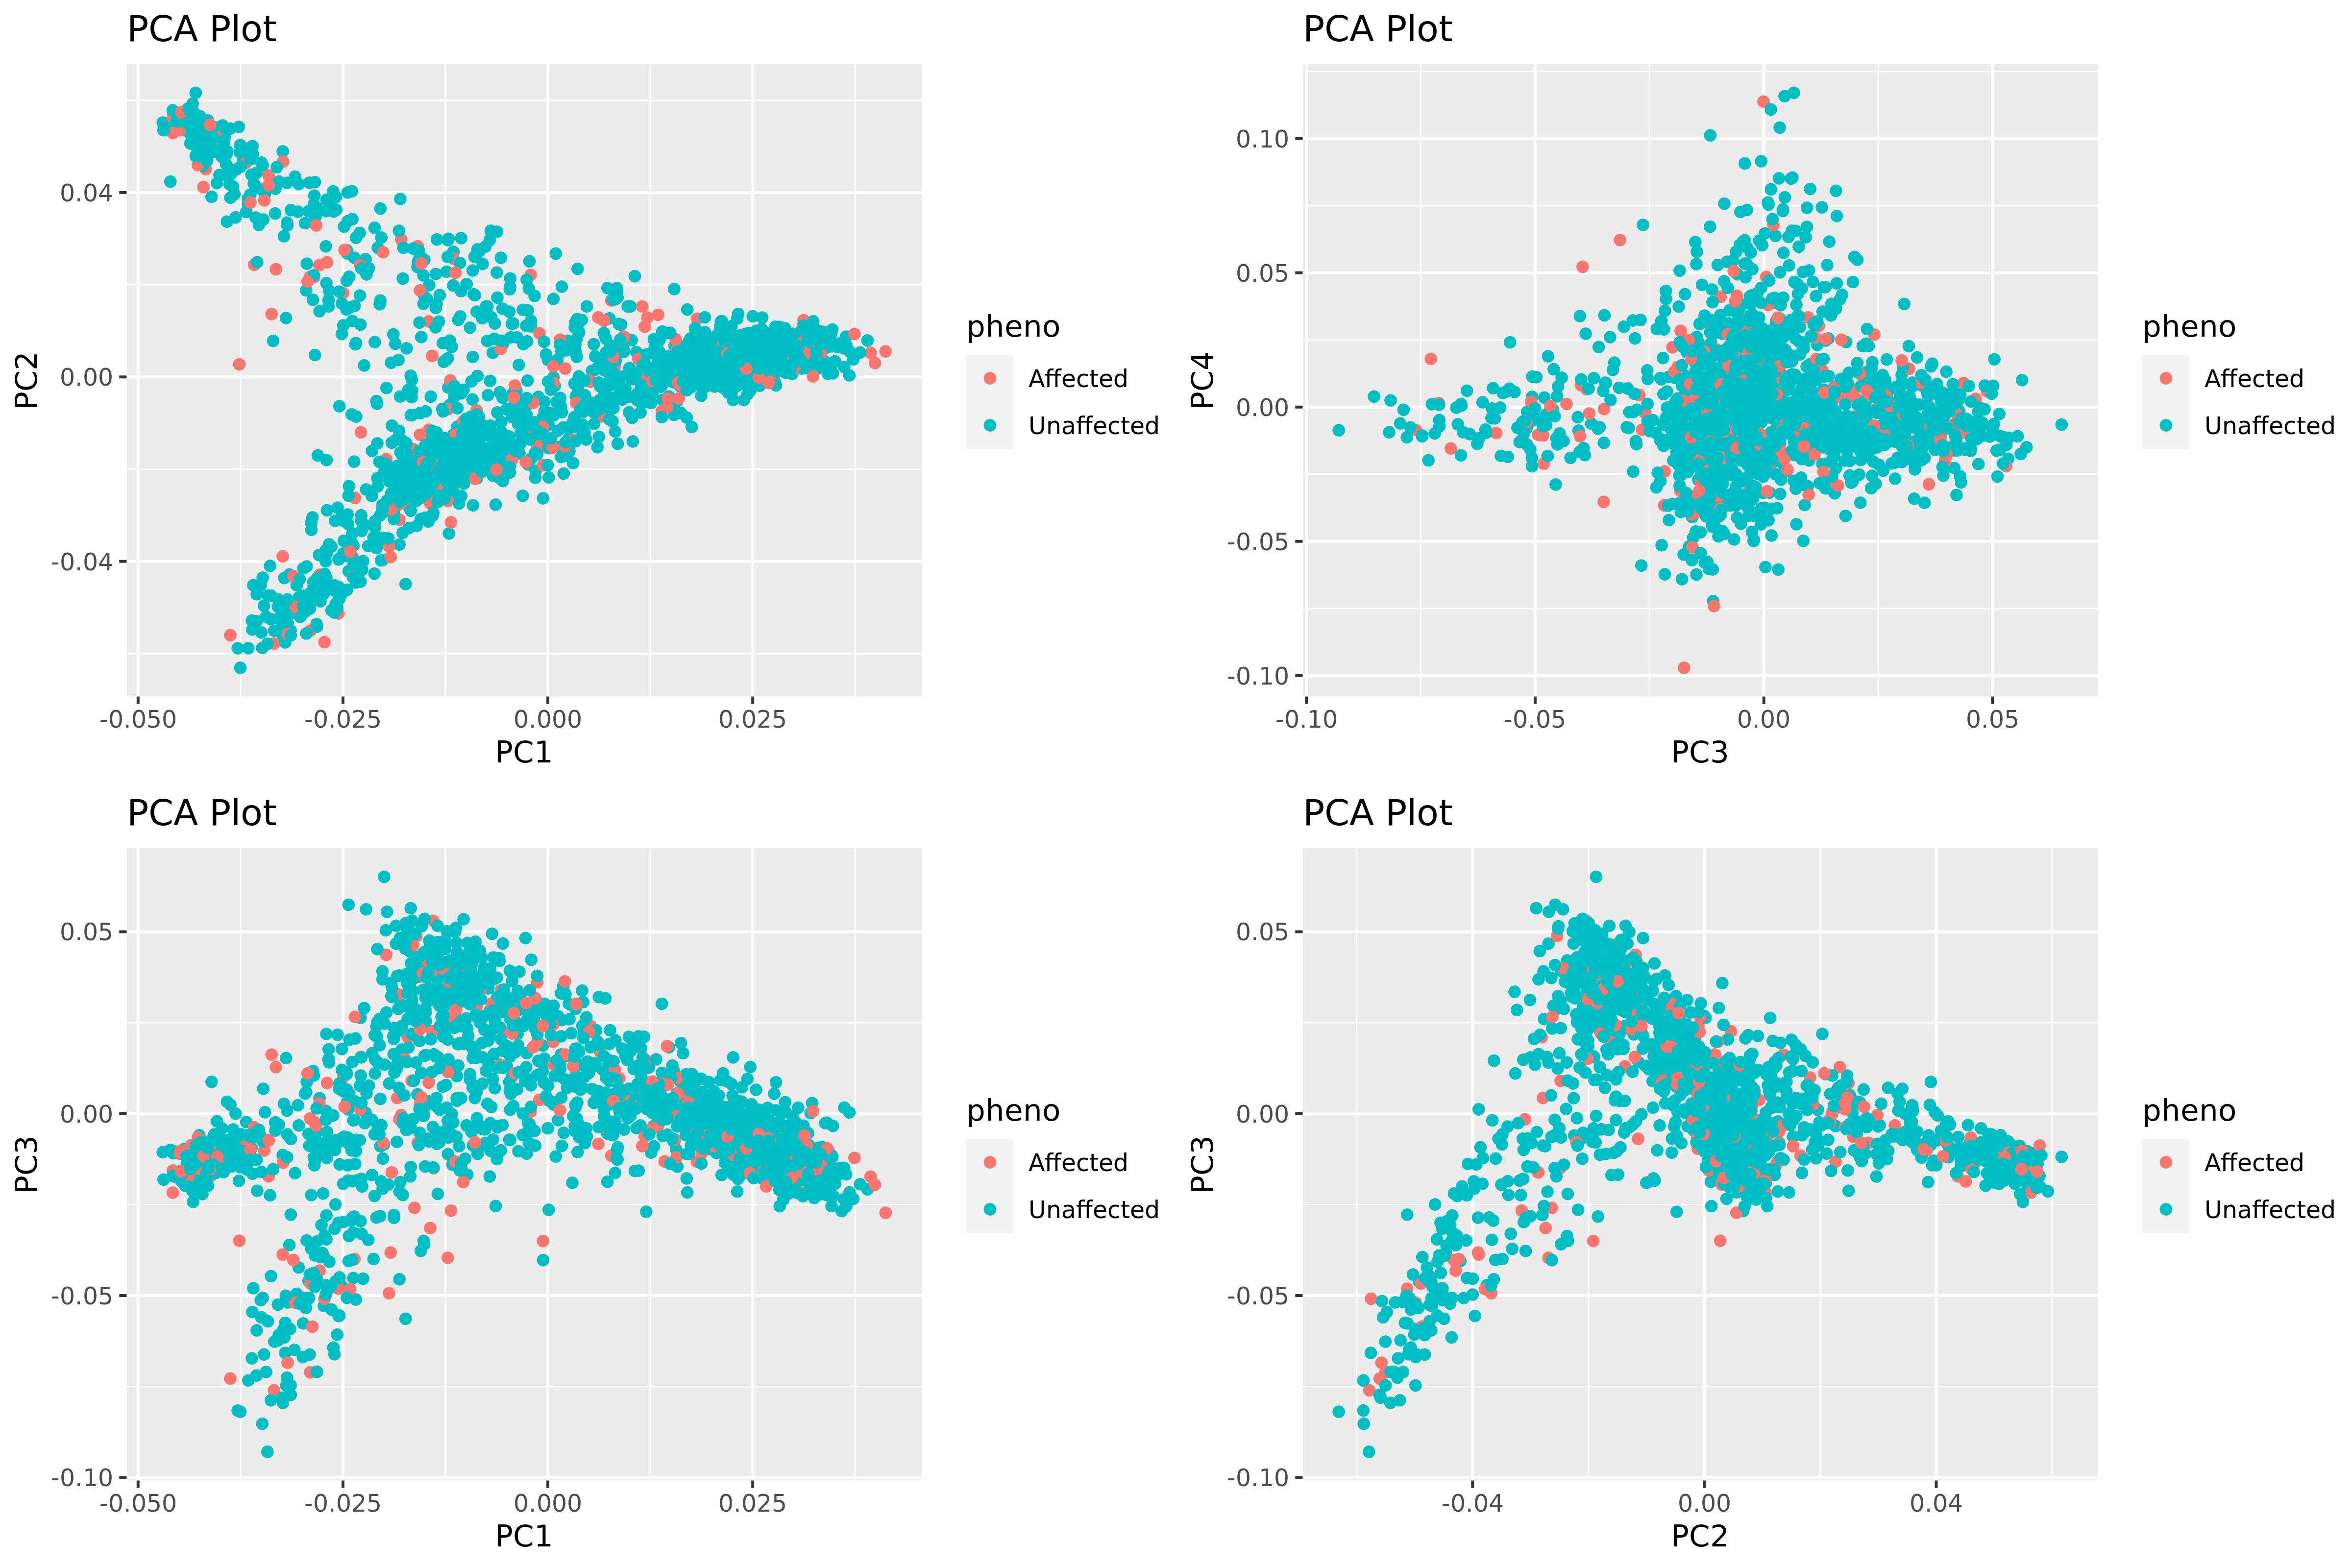 PCA Plot
PC2
0.04
0.00
-0.04
-0.050 -0.025 0.000 0.025
PC1
pheno
Affected
Unaffected
PCA Plot
PC4
0.10
0.05
0.00
-0.05
-0.10
-0.10 -0.05 0.00 0.05
PC3
pheno
Affected
Unaffected
PCA Plot
PC3
0.05
0.00
-0.05
-0.10
-0.050 -0.025 0.000 0.025
PC1
pheno
Affected
Unaffected
PCA Plot
PC3
0.05
0.00
-0.05
-0.10
-0.04 0.00 0.04
PC2
pheno
Affected
Unaffected